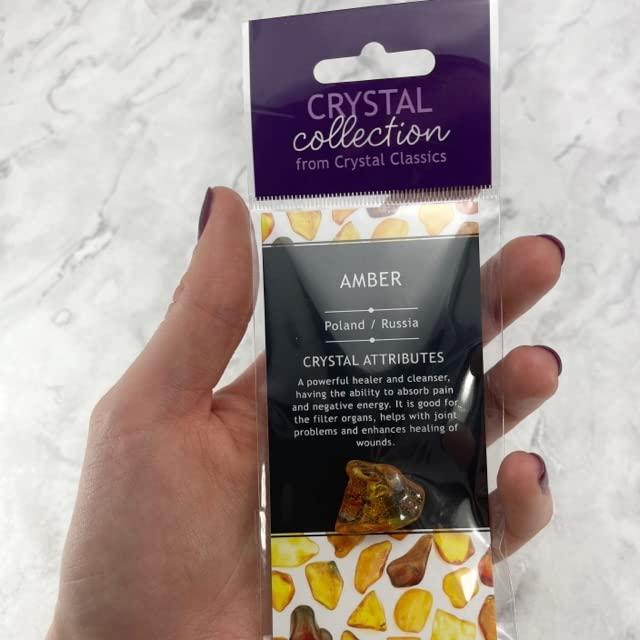 CRYSTAL
collection
from Crystal Classics
AMBER
Poland / Russia
CRYSTAL ATTRIBUTES
A powerful healer and cleanser,
having the ability to absorb pain
and negative energy. It is good for
the filter organs, helps with joint
problems and enhances healing of
wounds.